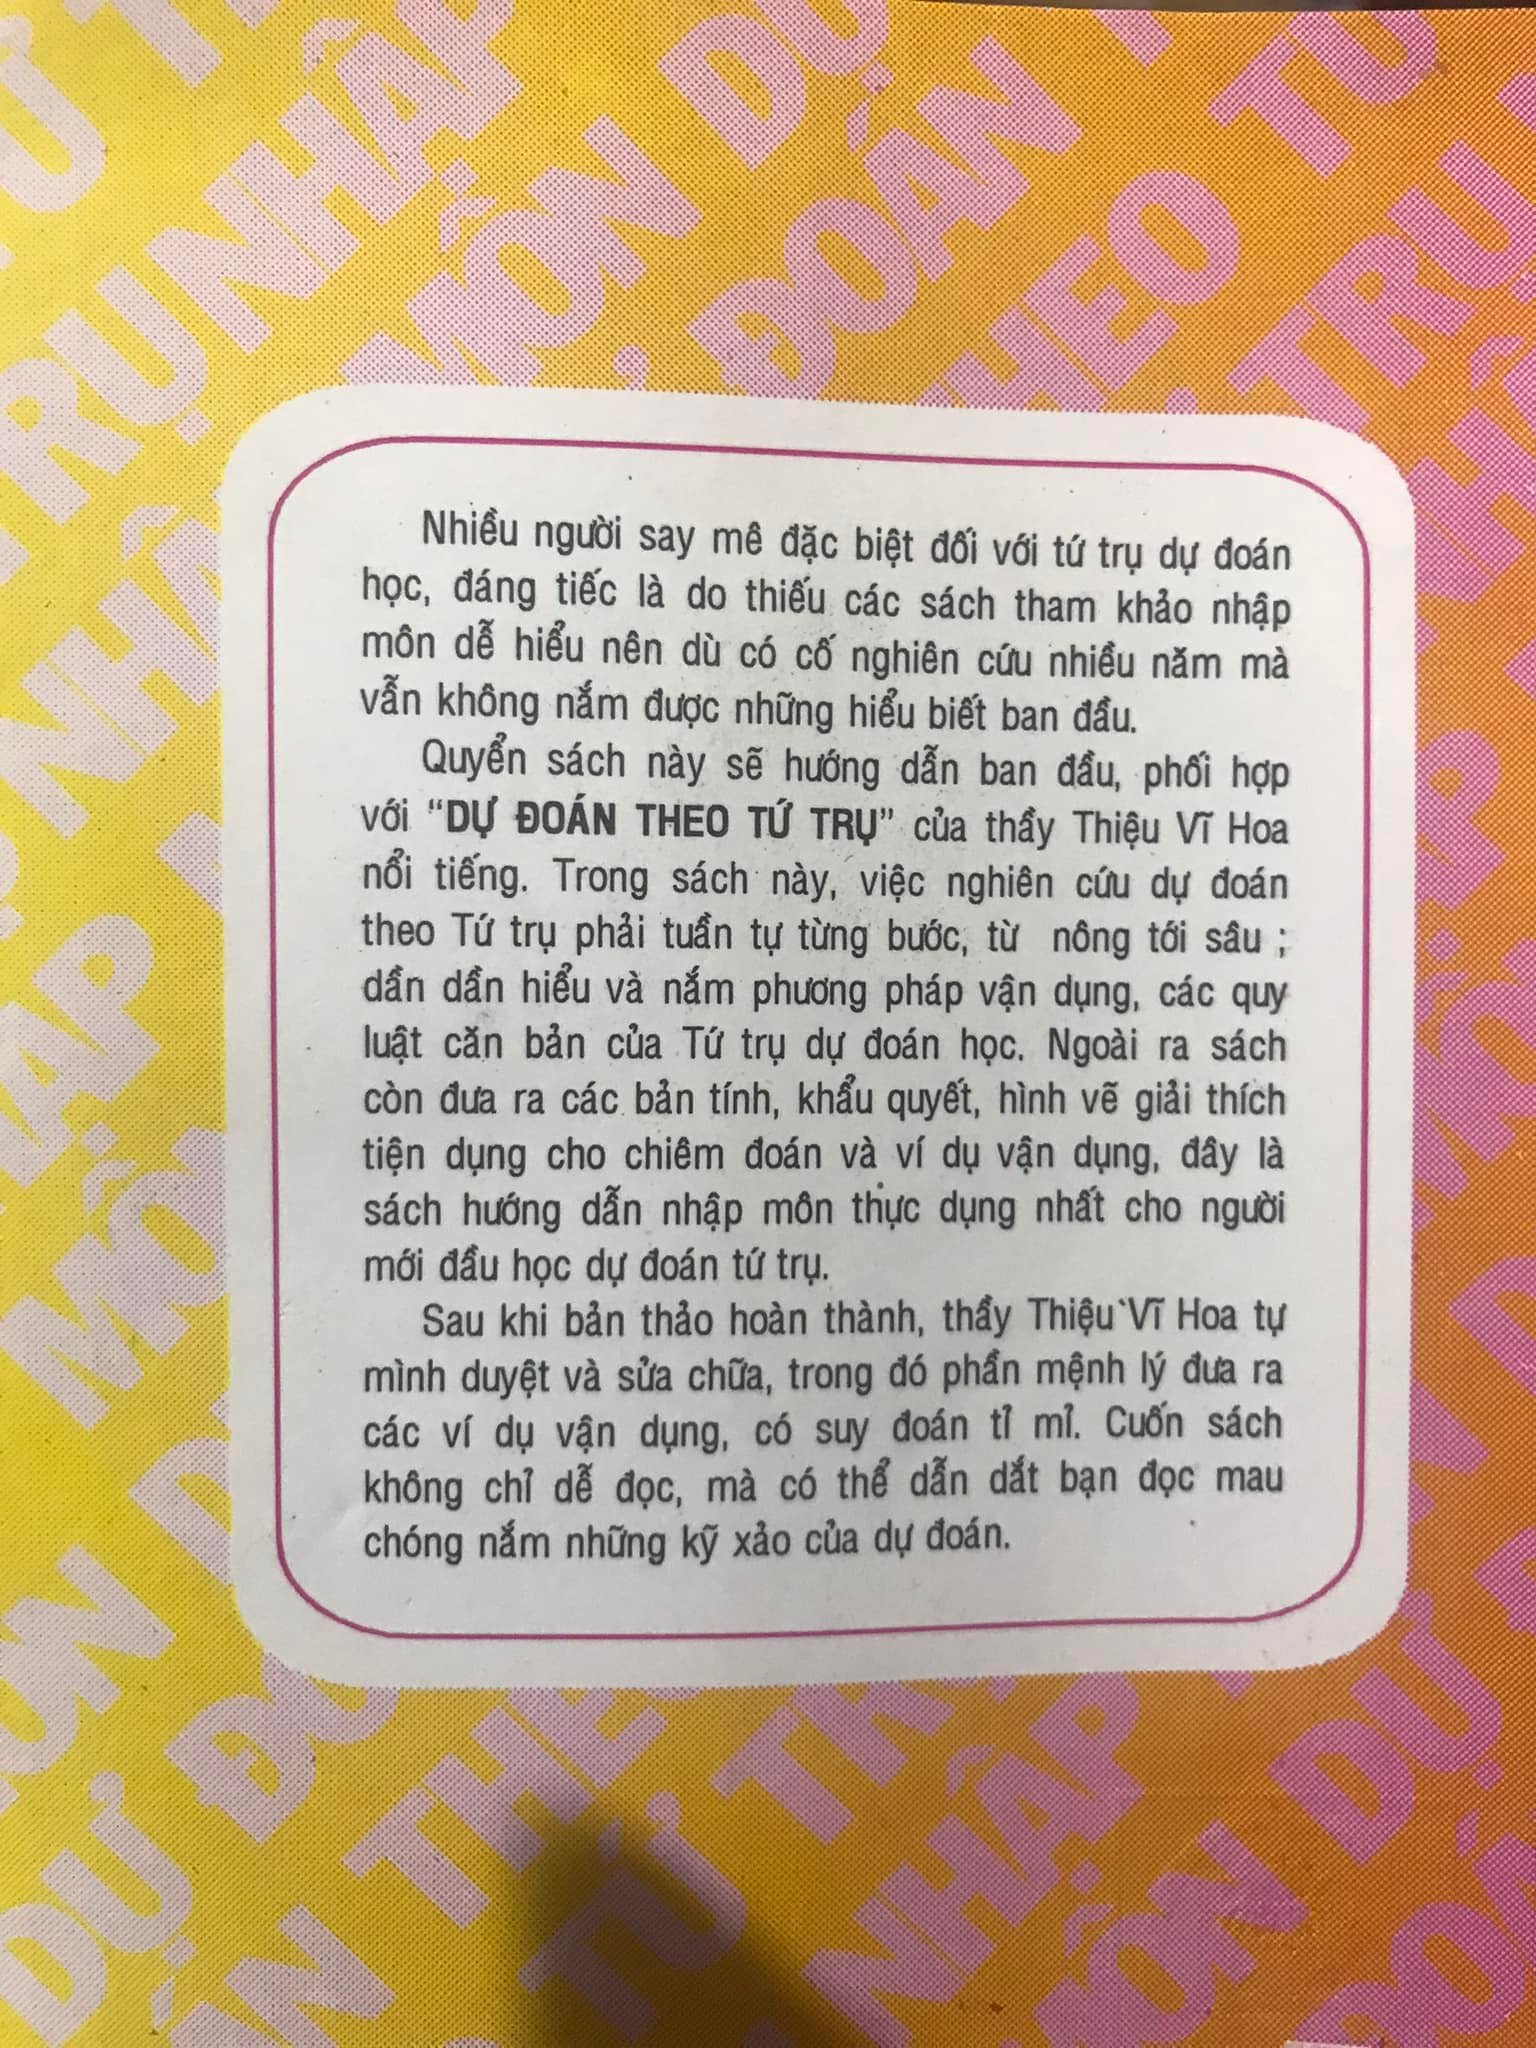 Nhiều người say mê đặc biệt đối với tứ trụ dự đoán
học, đáng tiếc là do thiếu các sách tham khảo nhập
môn dễ hiểu nên dù có cố nghiên cứu nhiều năm mà
vẫn không nắm được những hiểu biết ban đầu.
Quyển sách này sẽ hướng dẫn ban đầu, phối hợp
với "DỰ ĐOÁN THEO TỨ TRỤ" của thầy Thiệu Vĩ Hoa
nổi tiếng. Trong sách này, việc nghiên cứu dự đoán
theo Tứ trụ phải tuần tự từng bước, từ nông tới sâu ;
dần dần hiểu và nắm phương pháp vận dụng, các quy
luật căn bản của Tứ trụ dự đoán học. Ngoài ra sách
còn đưa ra các bản tính, khẩu quyết, hình vẽ giải thích
tiện dụng cho chiêm đoán và ví dụ vận dụng, đây là
sách hướng dẫn nhập môn thực dụng nhất cho người
mới đầu học dự đoán tứ trụ.
Sau khi bản thảo hoàn thành, thầy Thiệu Vĩ Hoa tự
mình duyệt và sửa chữa, trong đó phần mệnh lý đưa ra
các ví dụ vận dụng, có suy đoán tỉ mỉ. Cuốn sách
không chỉ dễ đọc, mà có thể dẫn dắt bạn đọc mau
chóng nắm những kỹ xảo của dự đoán.